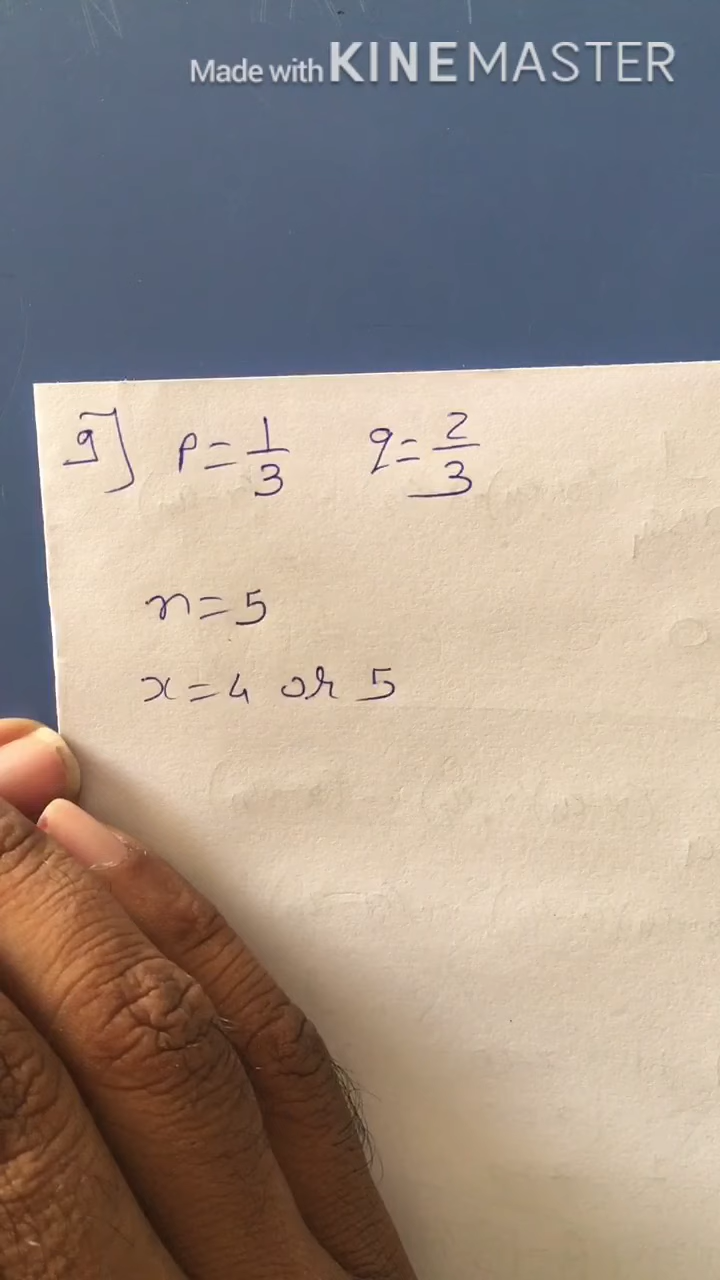 Made with KINEMASTER
9] p = 1/3 q = 2/3
n = 5
x = 4 or 5